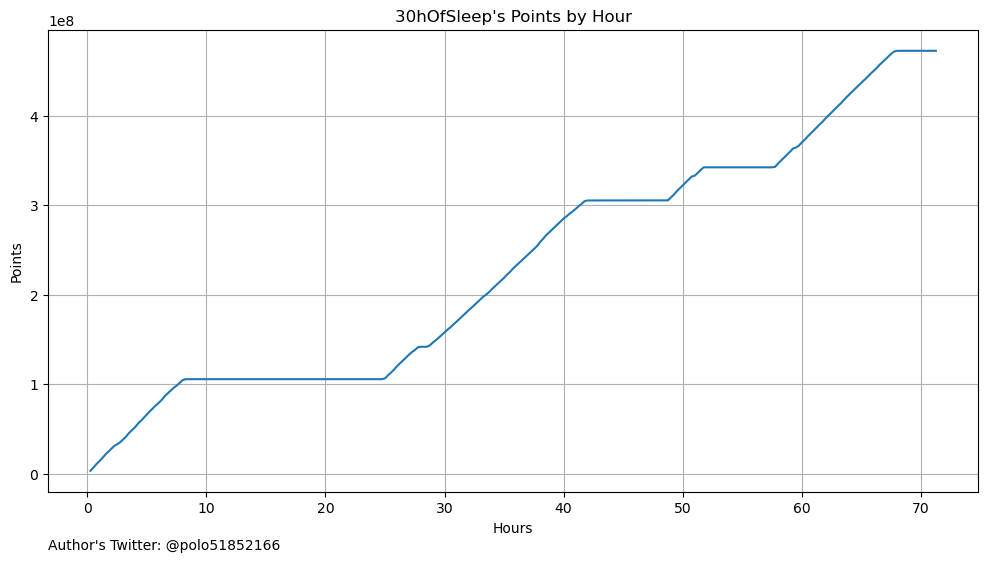 30hOfSleep's Points by Hour
1e8
4
3
2
1
0
Points
0 10 20 30 40 50 60 70
Hours
Author's Twitter: @polo51852166